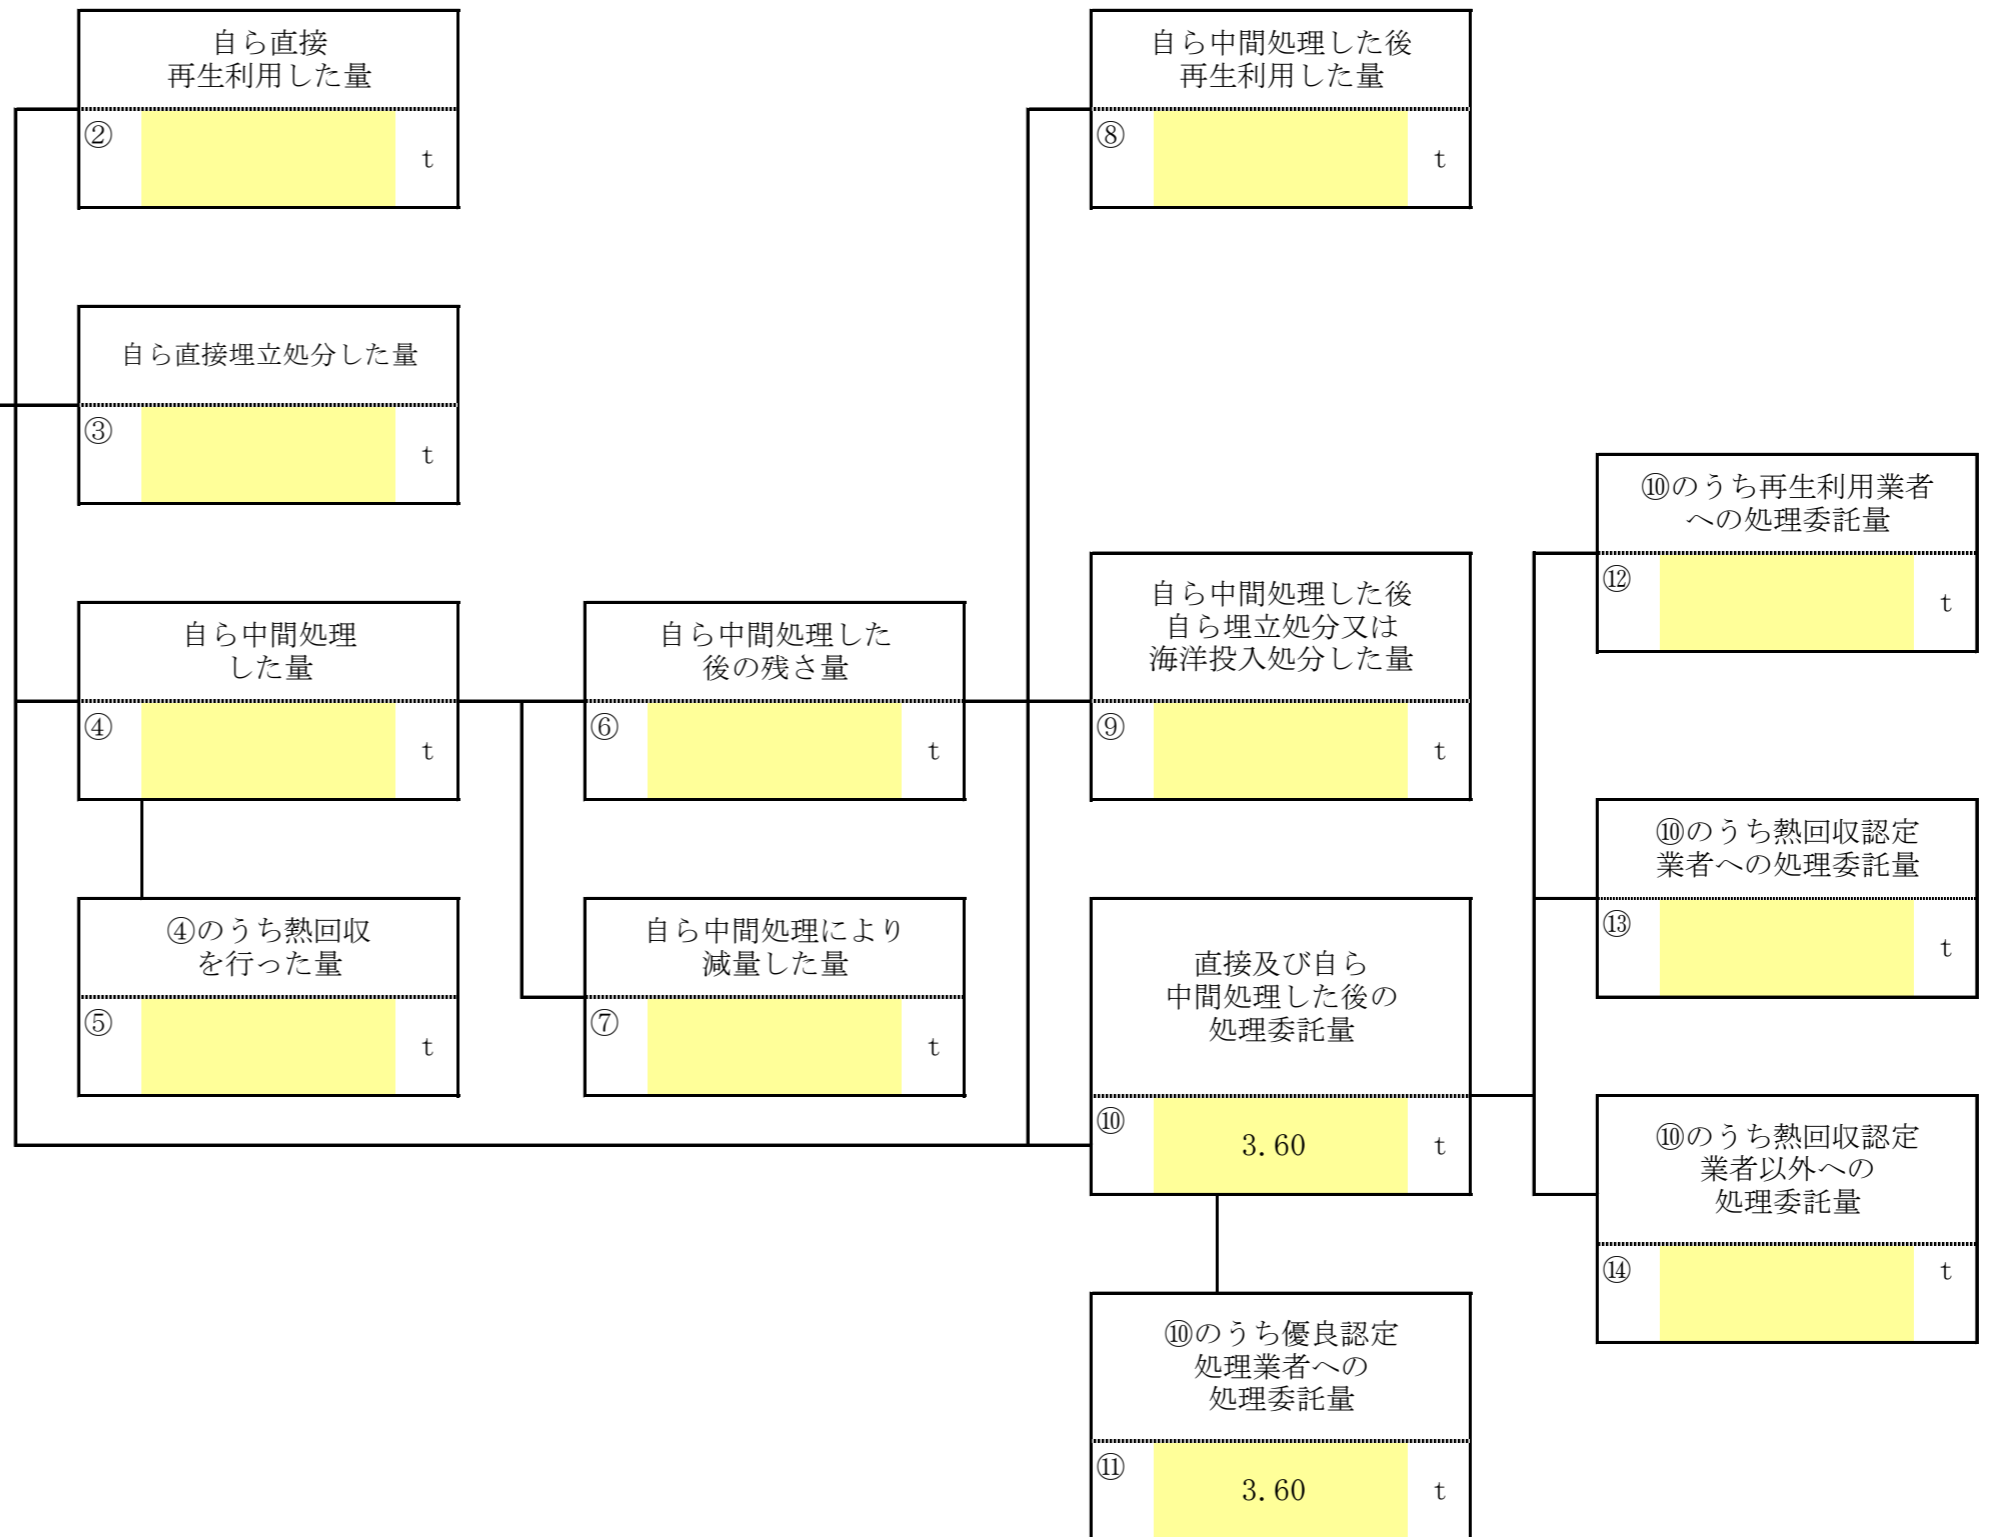 自ら直接
再生利用した量
②
t
自ら中間処理した後
再生利用した量
⑧
t
自ら直接埋立処分した量
③
t
⑩のうち再生利用業者
への処理委託量
⑫
t
自ら中間処理
した量
④
t
自ら中間処理した
後の残さ量
⑥
t
自ら中間処理した後
自ら埋立処分又は
海洋投入処分した量
⑨
t
⑩のうち熱回収認定
業者への処理委託量
⑬
t
④のうち熱回収
を行った量
⑤
t
自ら中間処理により
減量した量
⑦
t
直接及び自ら
中間処理した後の
処理委託量
⑩
3.60
t
⑩のうち熱回収認定
業者以外への
処理委託量
⑭
t
⑩のうち優良認定
処理業者への
処理委託量
⑪
3.60
t